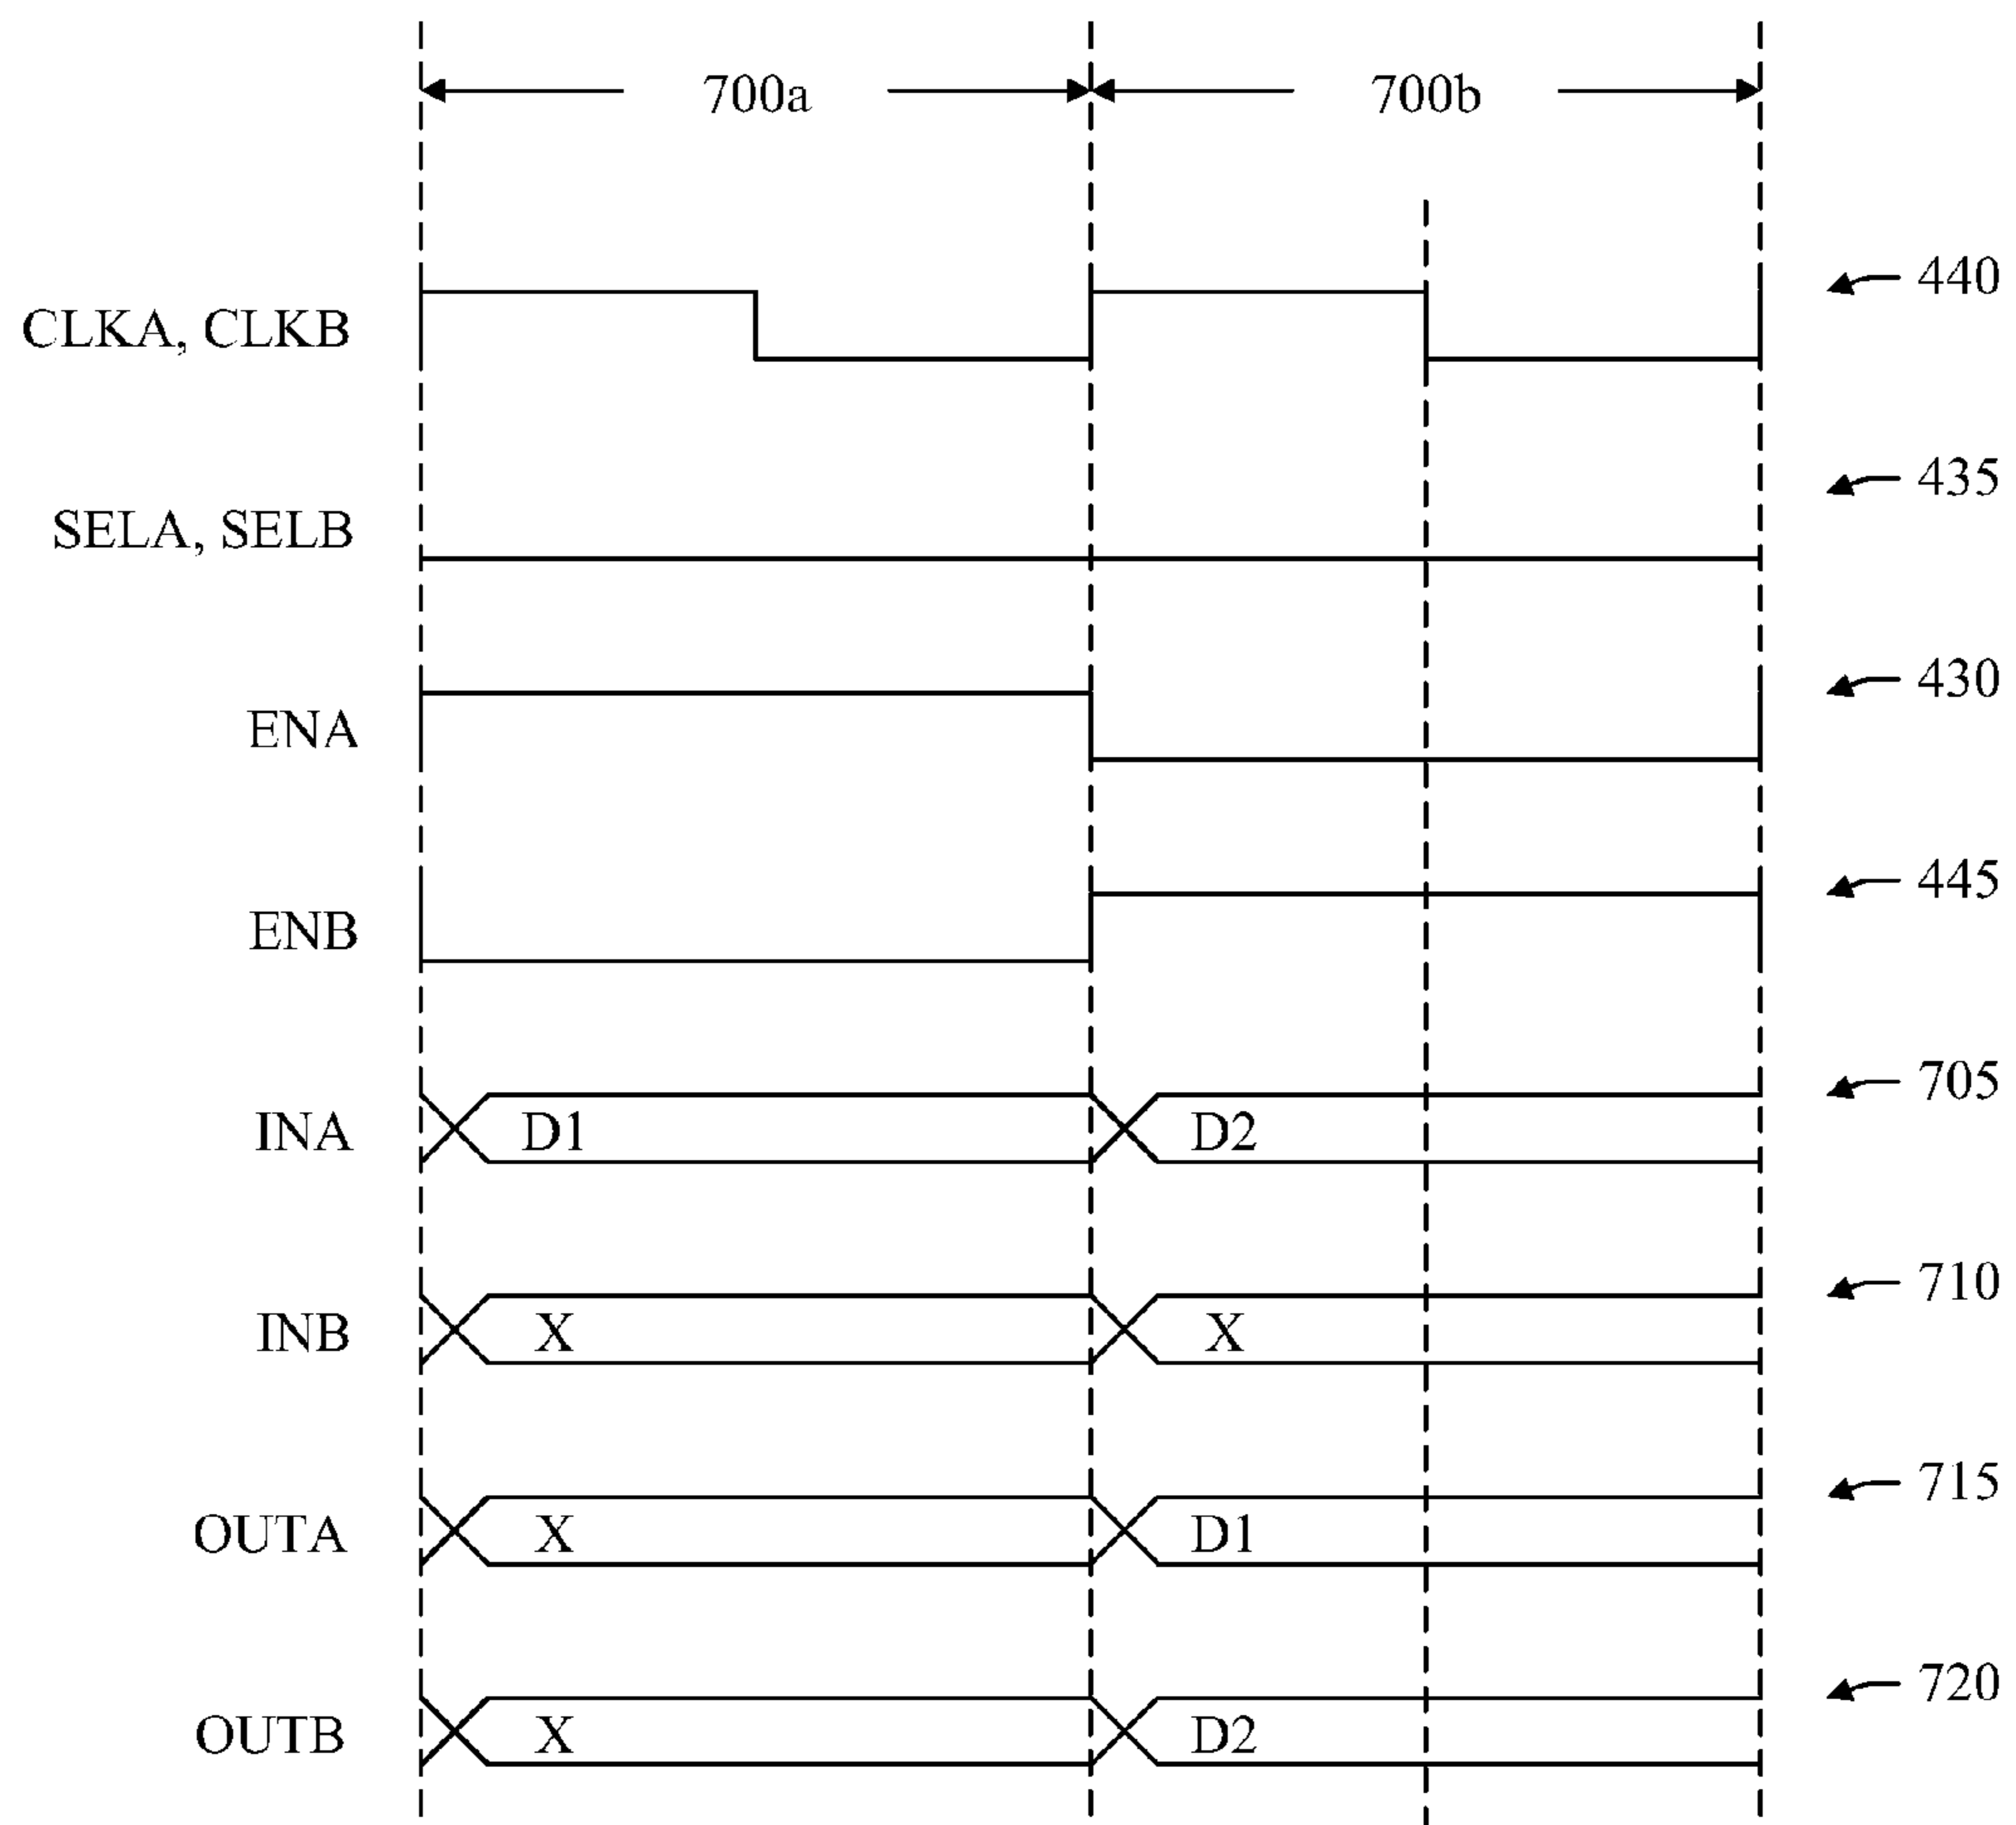 700a 700b
CLKA, CLKB 440
SELA, SELB 435
ENA 430
ENB 445
INA D1 D2 705
INB X X 710
OUTA X D1 715
OUTB X D2 720